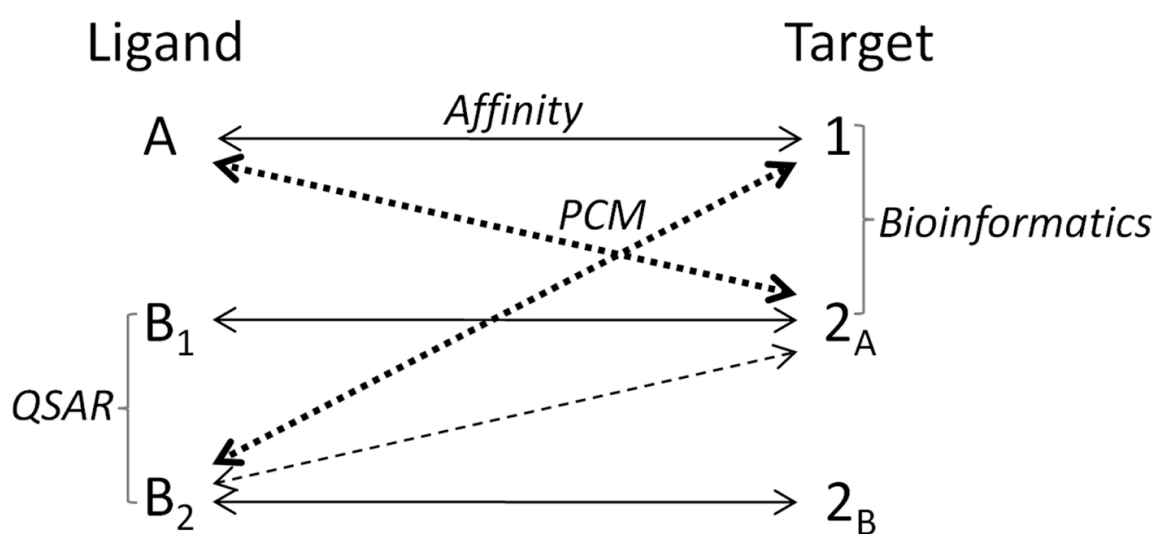 Ligand Target
Affinity
A 1
PCM
Bioinformatics
B₁ 2A
QSAR
B₂ 2B